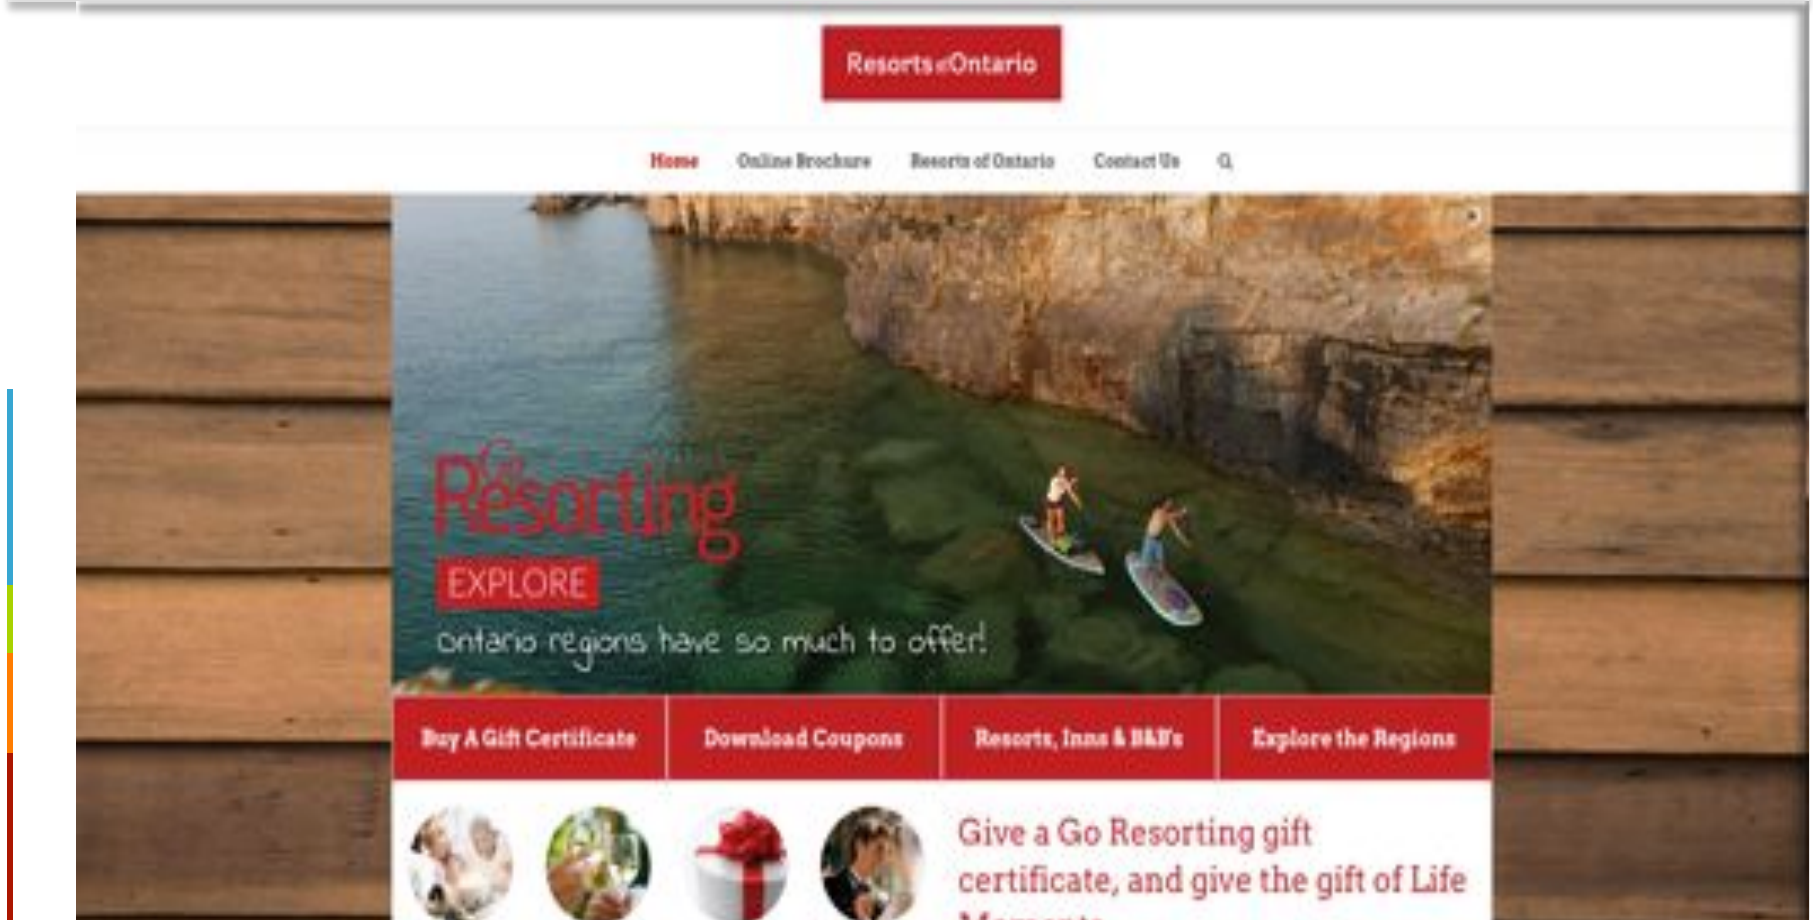 Resorts of Ontario
Home Online Brochure Resorts of Ontario Contact Us
Go
Resorting
EXPLORE
Ontario regions have so much to offer!
Buy A Gift Certificate Download Coupons Resorts, Inns & B&B's Explore the Regions
Give a Go Resorting gift
certificate, and give the gift of Life